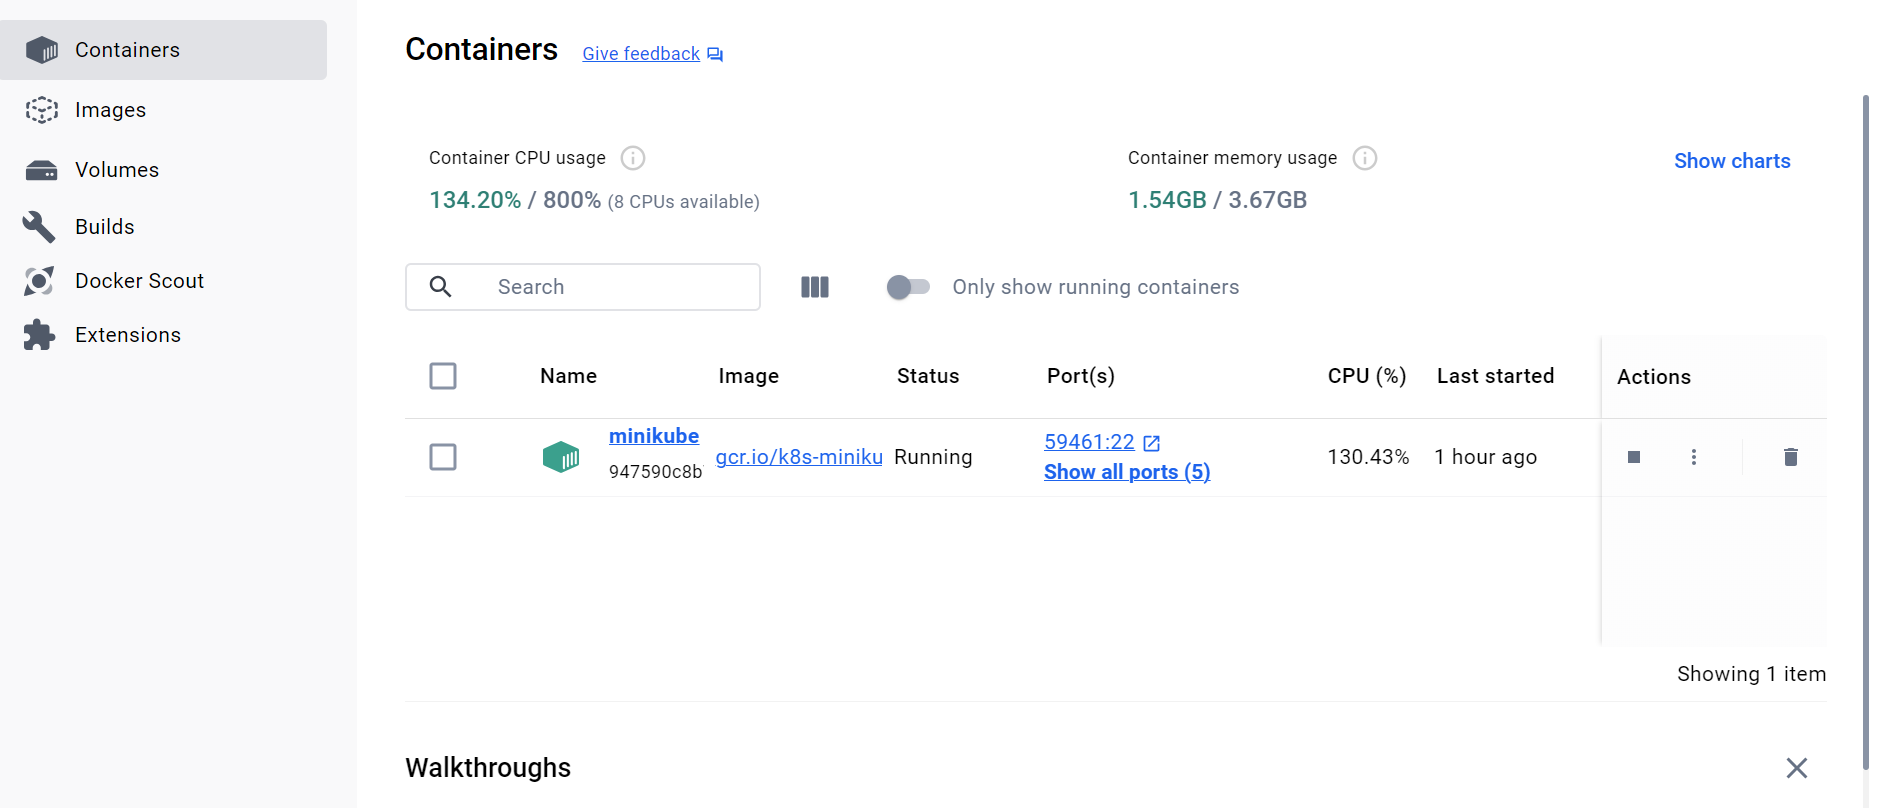 Containers
Images
Volumes
Builds
Docker Scout
Extensions
Containers Give feedback
Container CPU usage
134.20% / 800% (8 CPUs available)
Container memory usage
1.54GB / 3.67GB
Show charts
Search
Only show running containers
Name Image Status Port(s) CPU (%) Last started Actions
minikube
947590c8b
gcr.io/k8s-miniku
Running
59461:22
Show all ports (5)
130.43%
1 hour ago
Showing 1 item
Walkthroughs